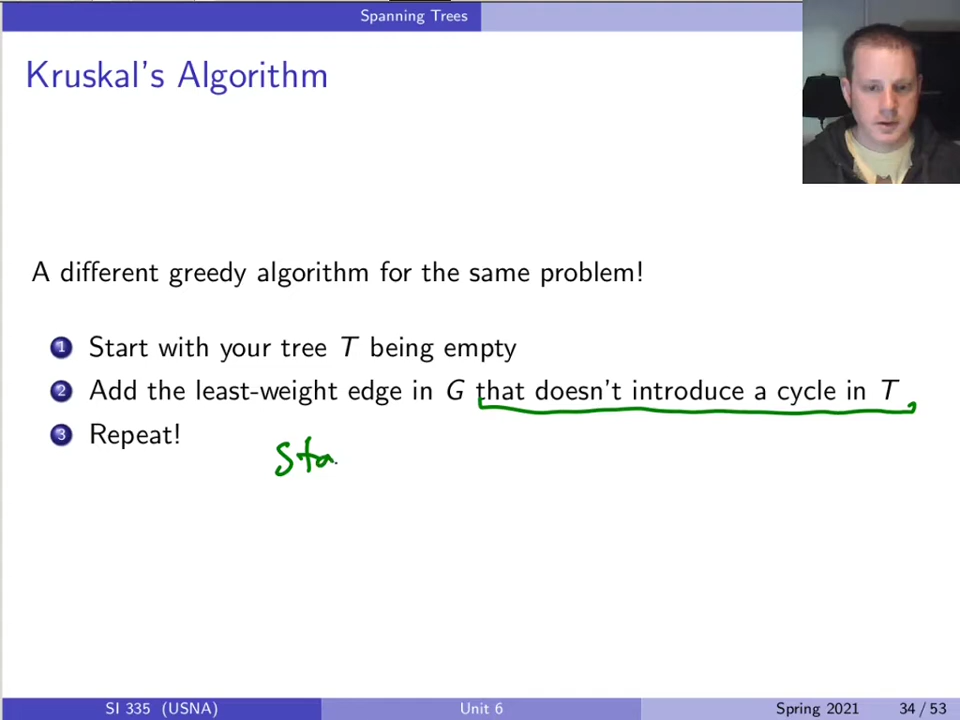 Spanning Trees
Kruskal's Algorithm
A different greedy algorithm for the same problem!
1 Start with your tree T being empty
2 Add the least-weight edge in G that doesn't introduce a cycle in T
3 Repeat!
sta
SI 335 (USNA) Unit 6 Spring 2021 34 / 53